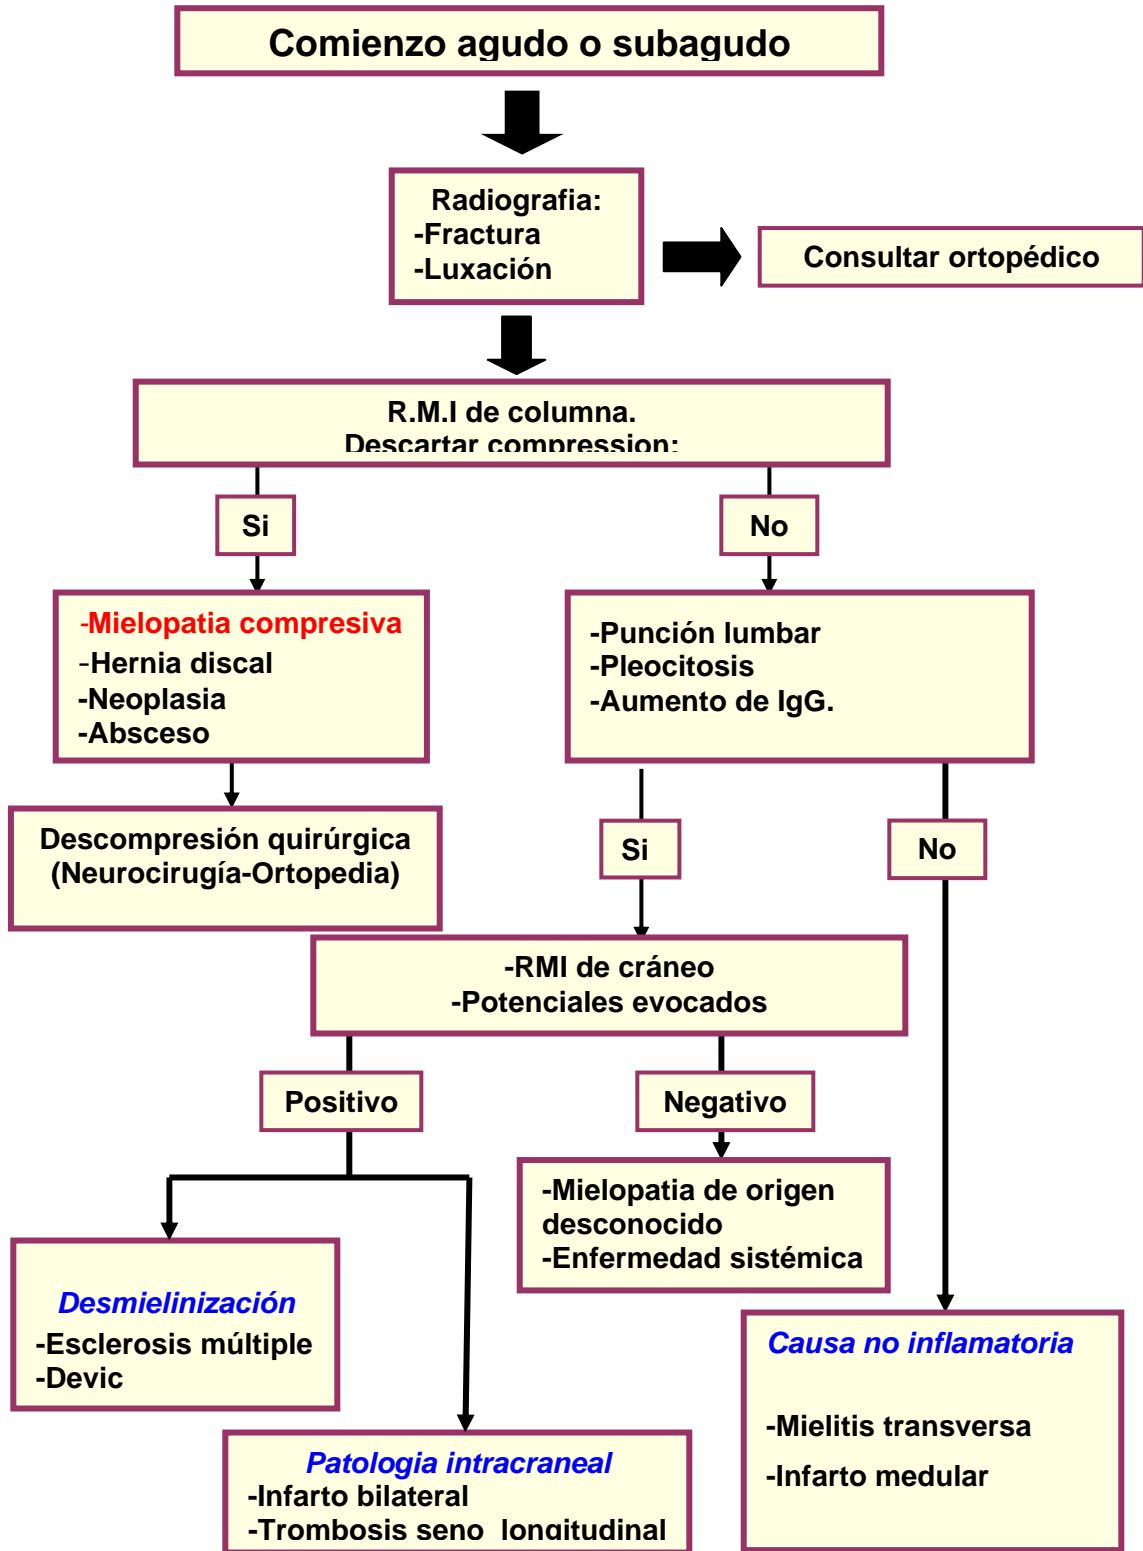 Comienzo agudo o subagudo
Radiografia:
-Fractura
-Luxación
Consultar ortopédico
R.M.I de columna.
Descartar compression:
Si
No
-Mielopatia compresiva
-Hernia discal
-Neoplasia
-Absceso
-Punción lumbar
-Pleocitosis
-Aumento de IgG.
Descompresión quirúrgica
(Neurocirugía-Ortopedia)
Si
No
-RMI de cráneo
-Potenciales evocados
Positivo
Negativo
-Mielopatia de origen
desconocido
-Enfermedad sistémica
Desmielinización
-Esclerosis múltiple
-Devic
Causa no inflamatoria
-Mielitis transversa
-Infarto medular
Patologia intracraneal
-Infarto bilateral
-Trombosis seno longitudinal